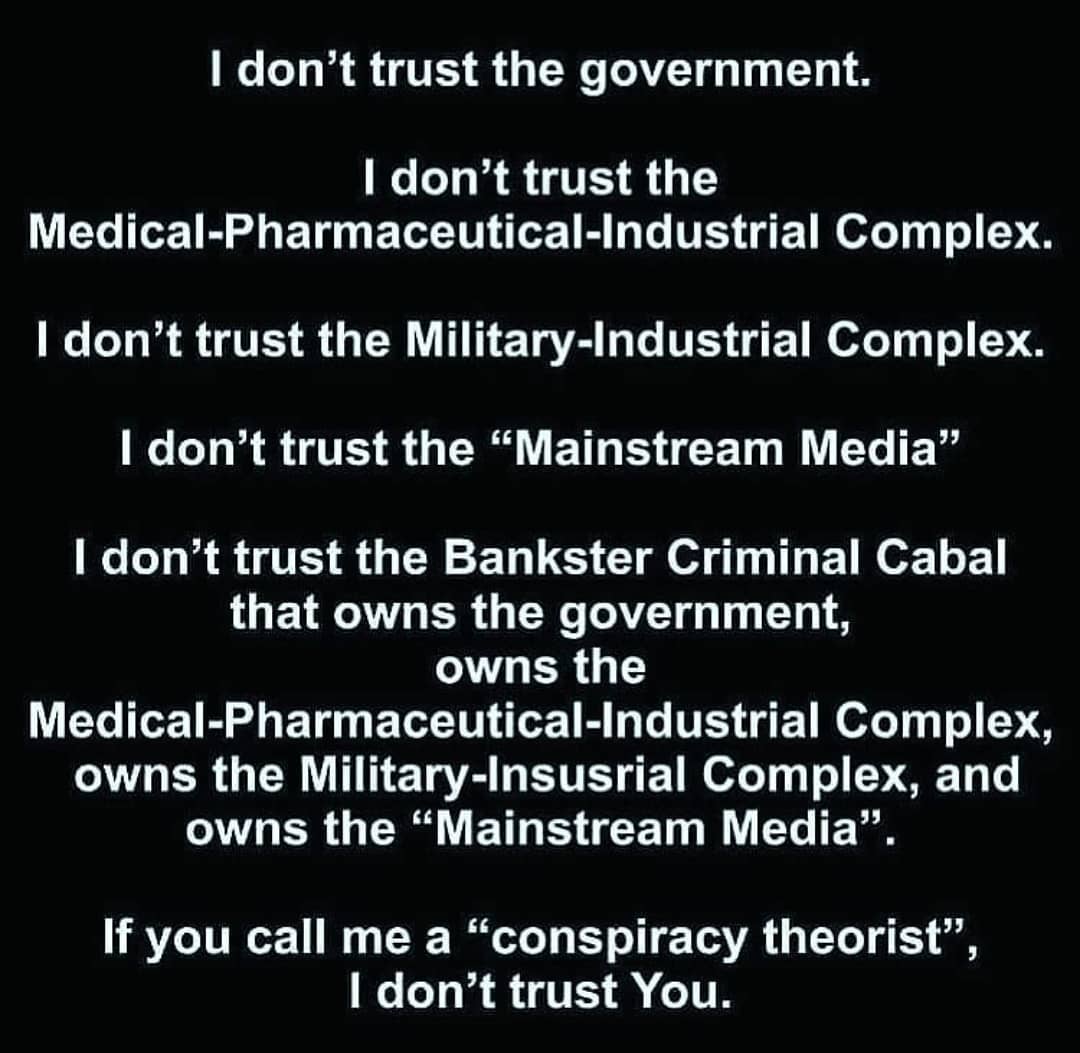 I don’t trust the government.
I don’t trust the
Medical-Pharmaceutical-Industrial Complex.
I don’t trust the Military-Industrial Complex.
I don’t trust the “Mainstream Media”
I don’t trust the Bankster Criminal Cabal
that owns the government,
owns the
Medical-Pharmaceutical-Industrial Complex,
owns the Military-Insusrial Complex, and
owns the “Mainstream Media”.
If you call me a “conspiracy theorist”,
I don’t trust You.